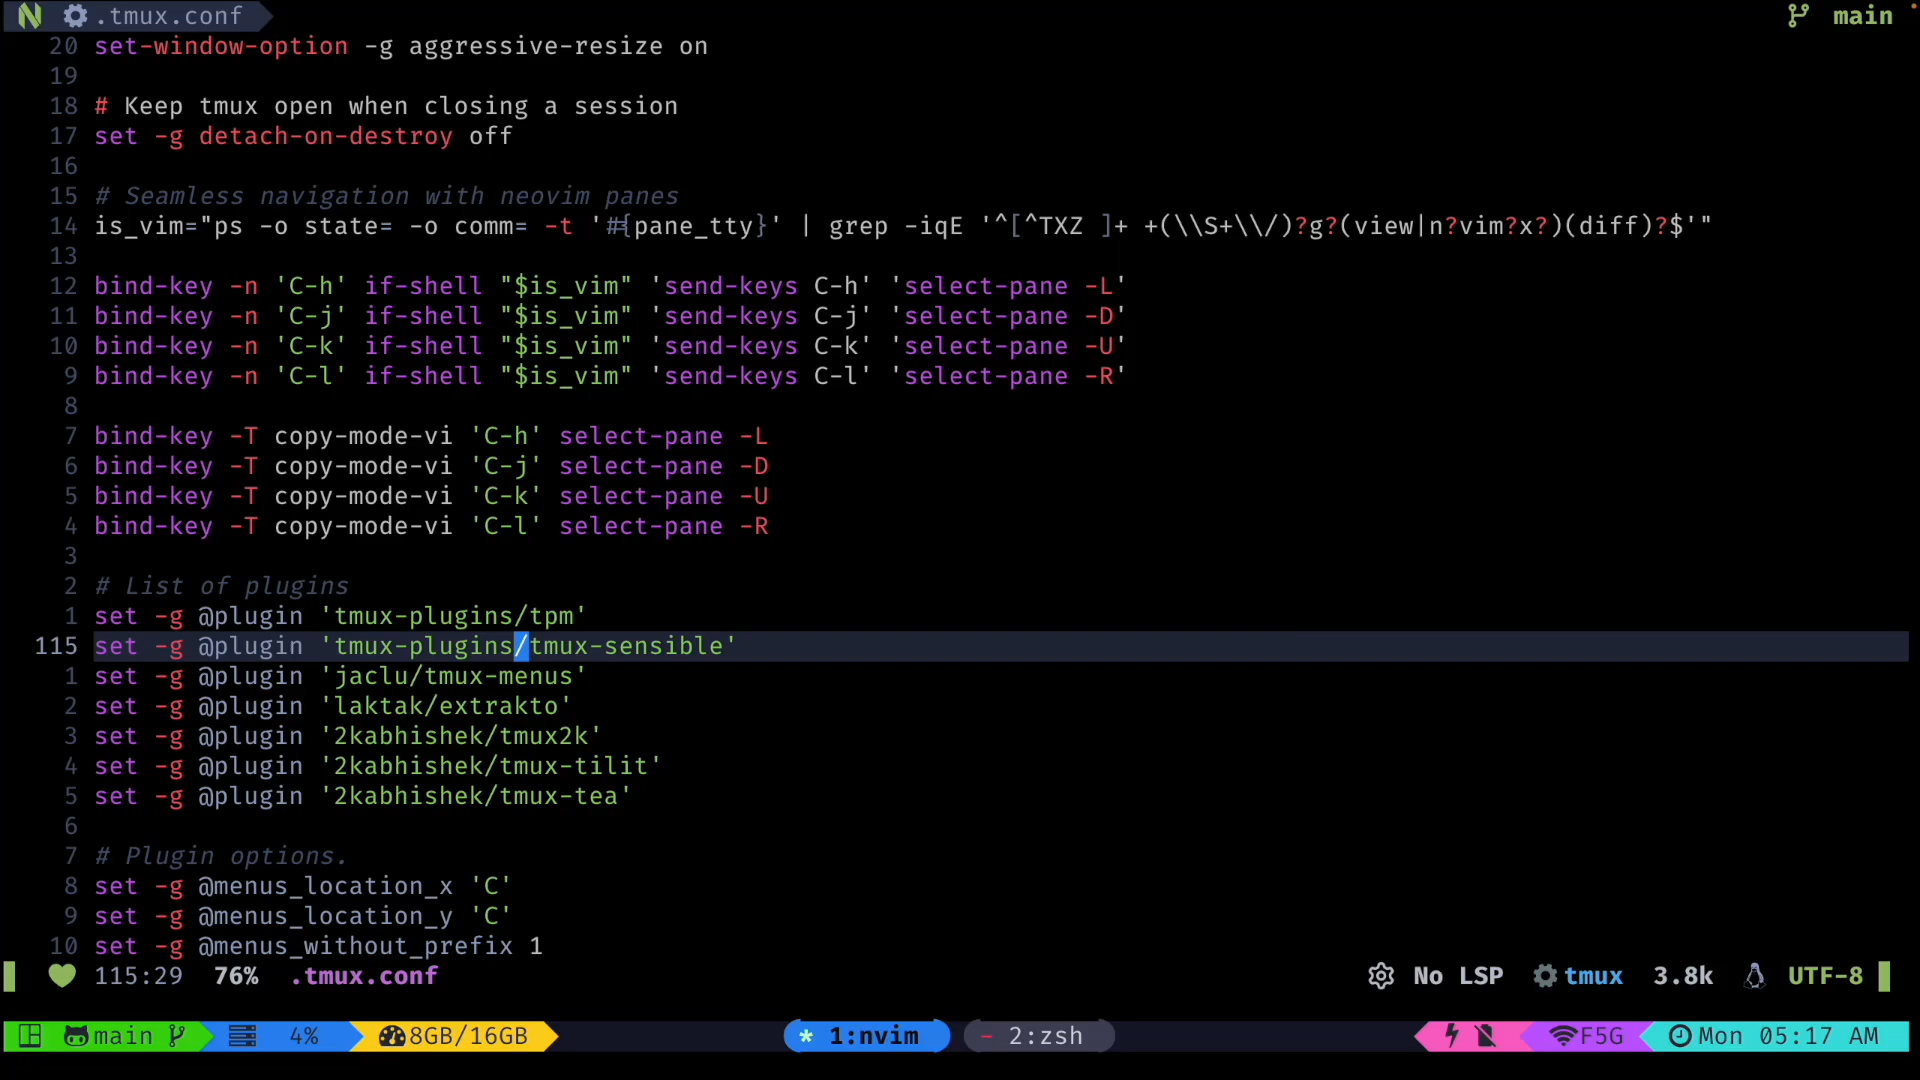 .tmux.conf main
20 set-window-option -g aggressive-resize on
19
18 # Keep tmux open when closing a session
17 set -g detach-on-destroy off
16
15 # Seamless navigation with neovim panes
14 is_vim="ps -o state= -o comm= -t '#{pane_tty}' | grep -iqE '^[^TXZ ]+ +(\\S+\\/)?g?(view|n?vim?x?)(diff)?$'"
13
12 bind-key -n 'C-h' if-shell "$is_vim" 'send-keys C-h' 'select-pane -L'
11 bind-key -n 'C-j' if-shell "$is_vim" 'send-keys C-j' 'select-pane -D'
10 bind-key -n 'C-k' if-shell "$is_vim" 'send-keys C-k' 'select-pane -U'
9 bind-key -n 'C-l' if-shell "$is_vim" 'send-keys C-l' 'select-pane -R'
8
7 bind-key -T copy-mode-vi 'C-h' select-pane -L
6 bind-key -T copy-mode-vi 'C-j' select-pane -D
5 bind-key -T copy-mode-vi 'C-k' select-pane -U
4 bind-key -T copy-mode-vi 'C-l' select-pane -R
3
2 # List of plugins
1 set -g @plugin 'tmux-plugins/tpm'
115 set -g @plugin 'tmux-plugins/tmux-sensible'
1 set -g @plugin 'jaclu/tmux-menus'
2 set -g @plugin 'laktak/extrakto'
3 set -g @plugin '2kabhishek/tmux2k'
4 set -g @plugin '2kabhishek/tmux-tilit'
5 set -g @plugin '2kabhishek/tmux-tea'
6
7 # Plugin options.
8 set -g @menus_location_x 'C'
9 set -g @menus_location_y 'C'
10 set -g @menus_without_prefix 1
115:29 76% .tmux.conf No LSP tmux 3.8k UTF-8
main 4% 8GB/16GB * 1:nvim - 2:zsh F5G Mon 05:17 AM